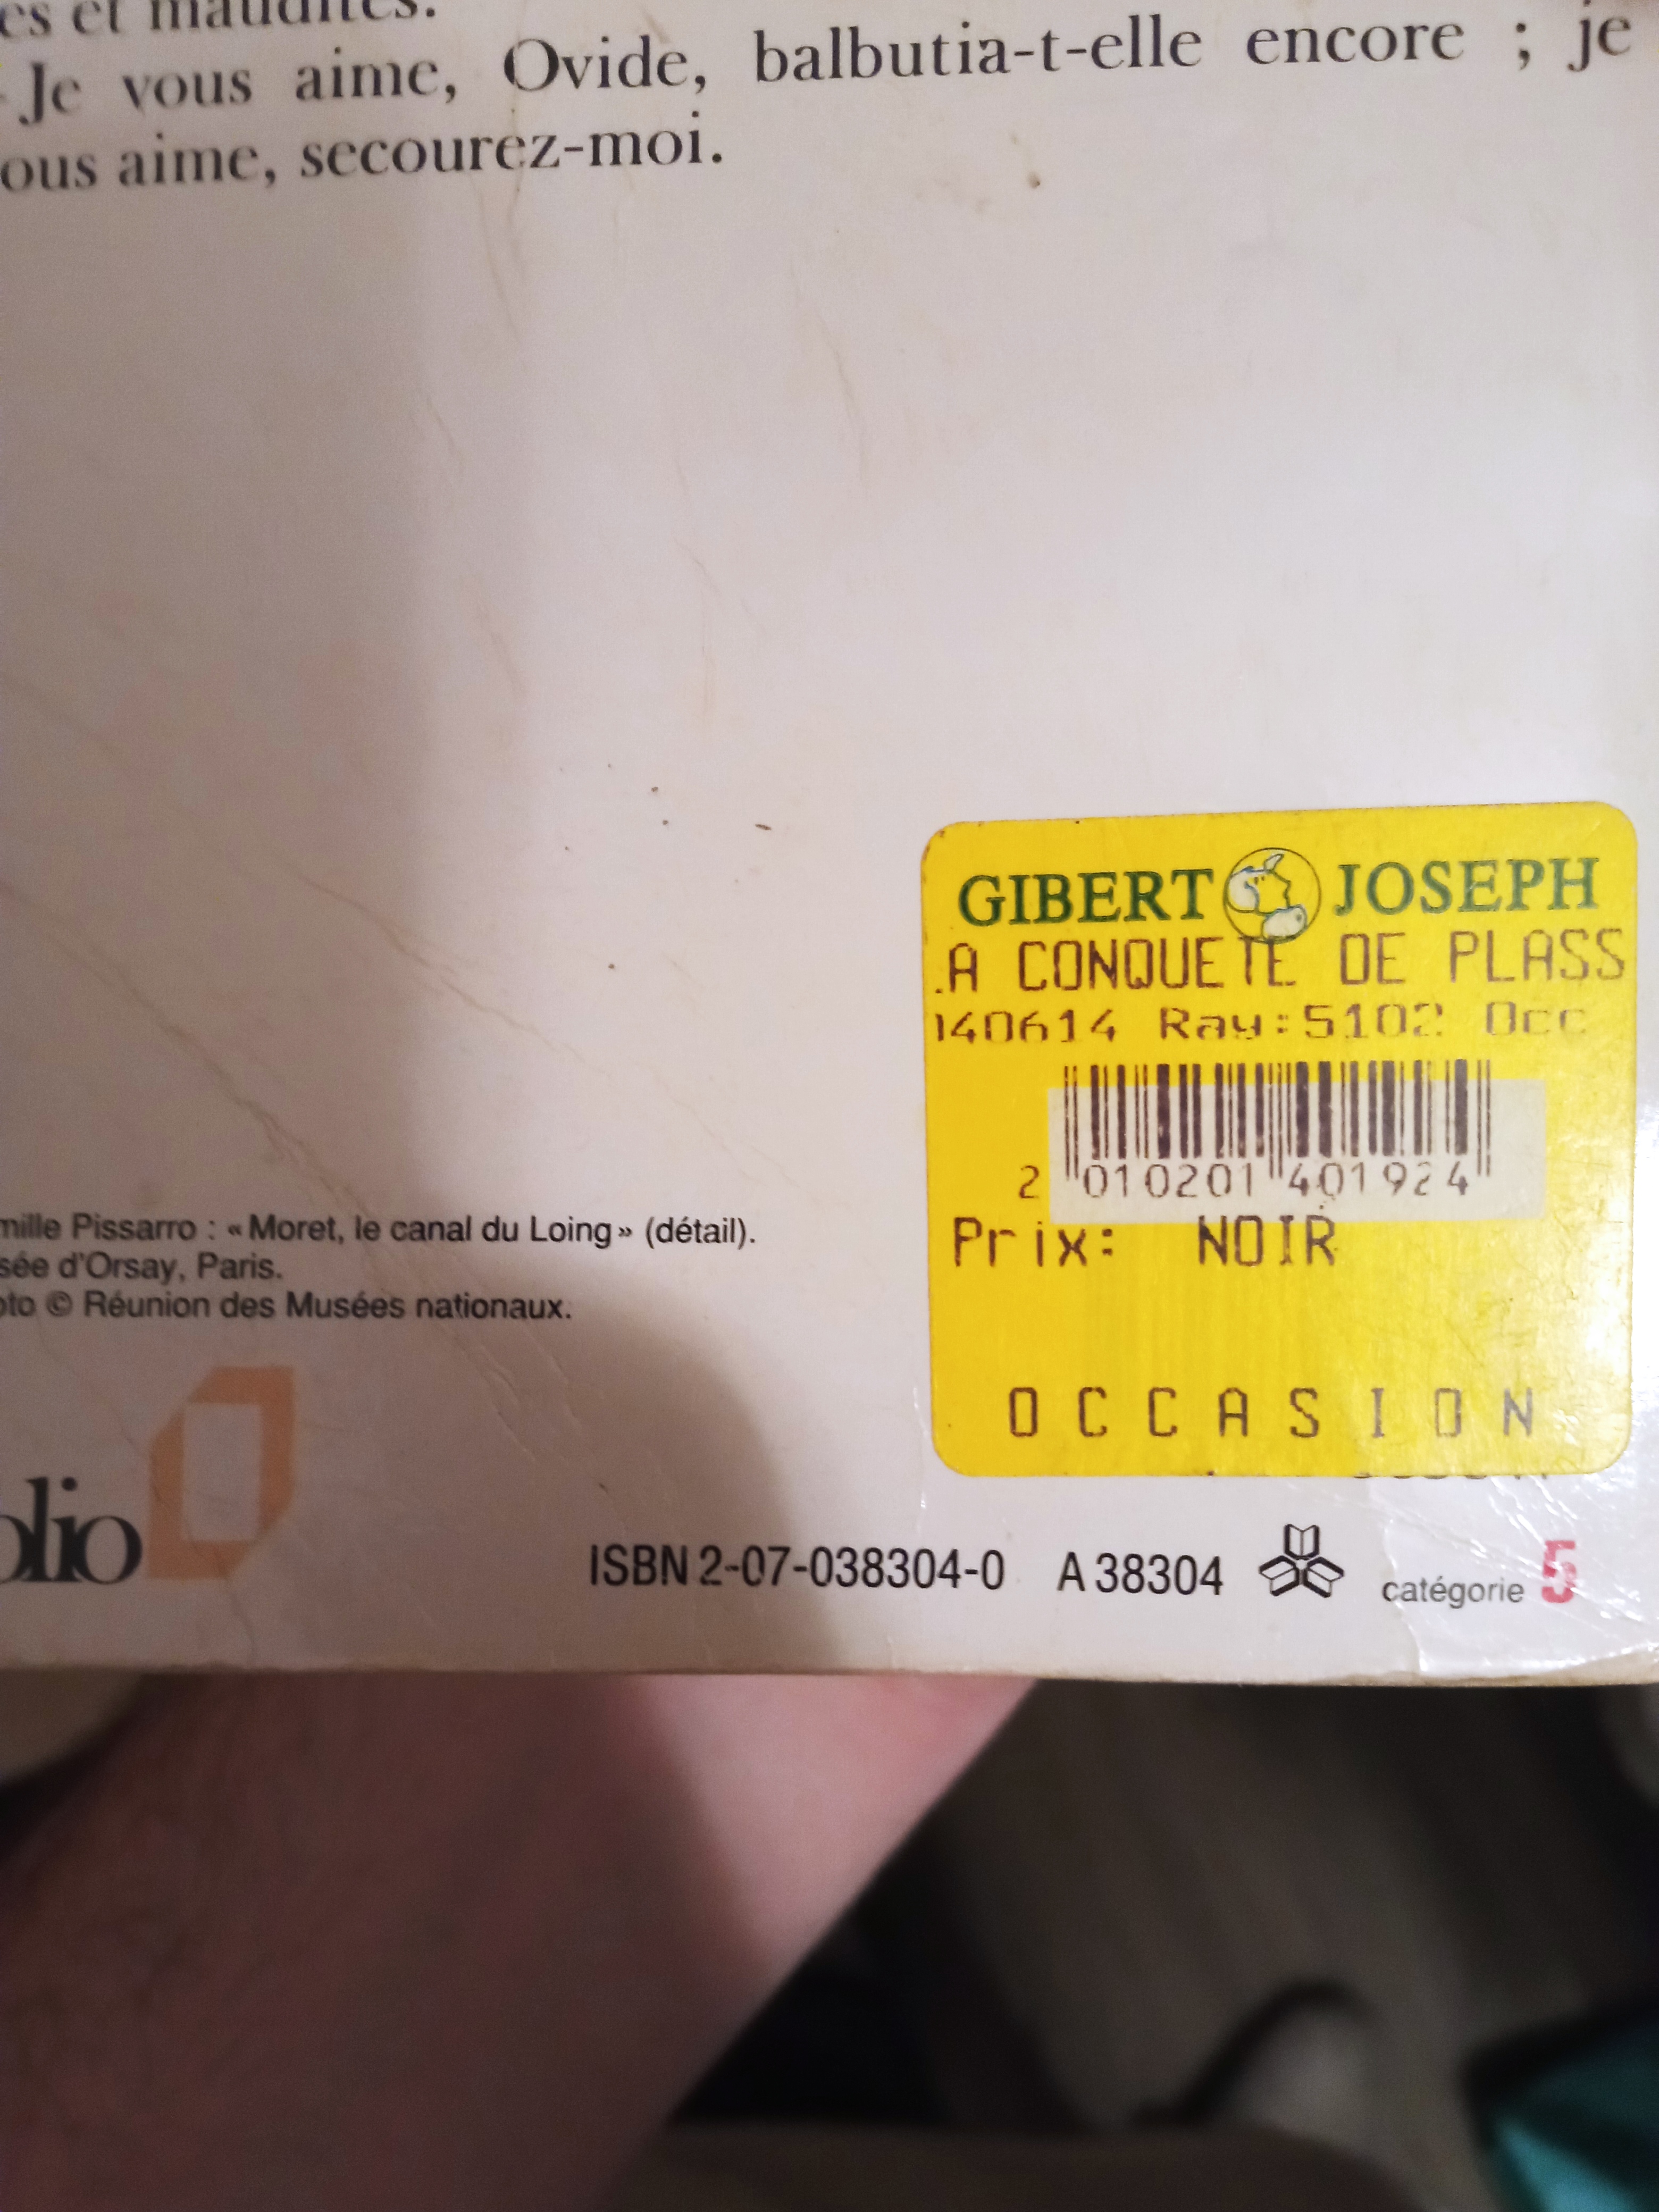 es et maudites.
- Je vous aime, Ovide, balbutia-t-elle encore ; je
ous aime, secourez-moi.
GIBERT JOSEPH
.A CONQUETE DE PLASS
140614 Ray:5102 Occ
2 010201 401924
Prix: NOIR
OCCASION
mille Pissarro : « Moret, le canal du Loing » (détail).
sée d'Orsay, Paris.
oto © Réunion des Musées nationaux.
olio
ISBN 2-07-038304-0 A 38304 catégorie 5